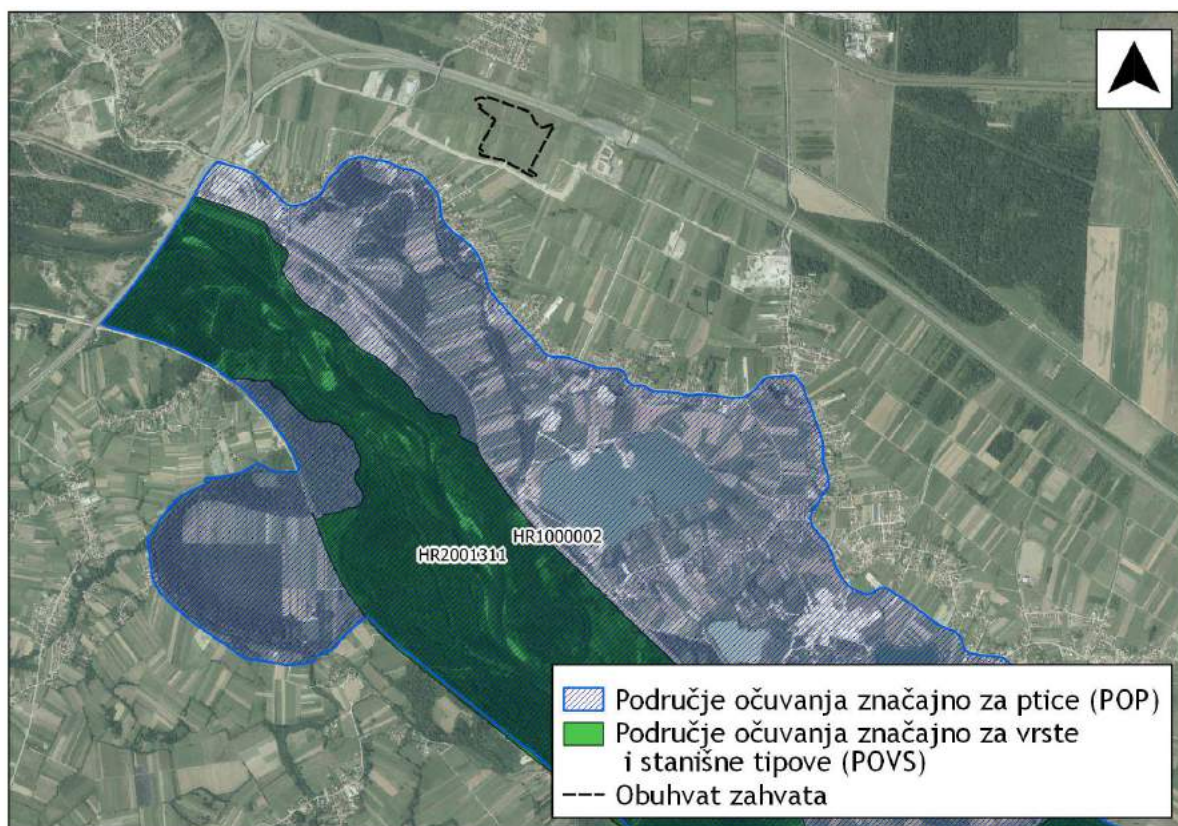 HR2001311
HR1000002
Područje očuvanja značajno za ptice (POP)
Područje očuvanja značajno za vrste
i stanišne tipove (POVS)
Obuhvat zahvata